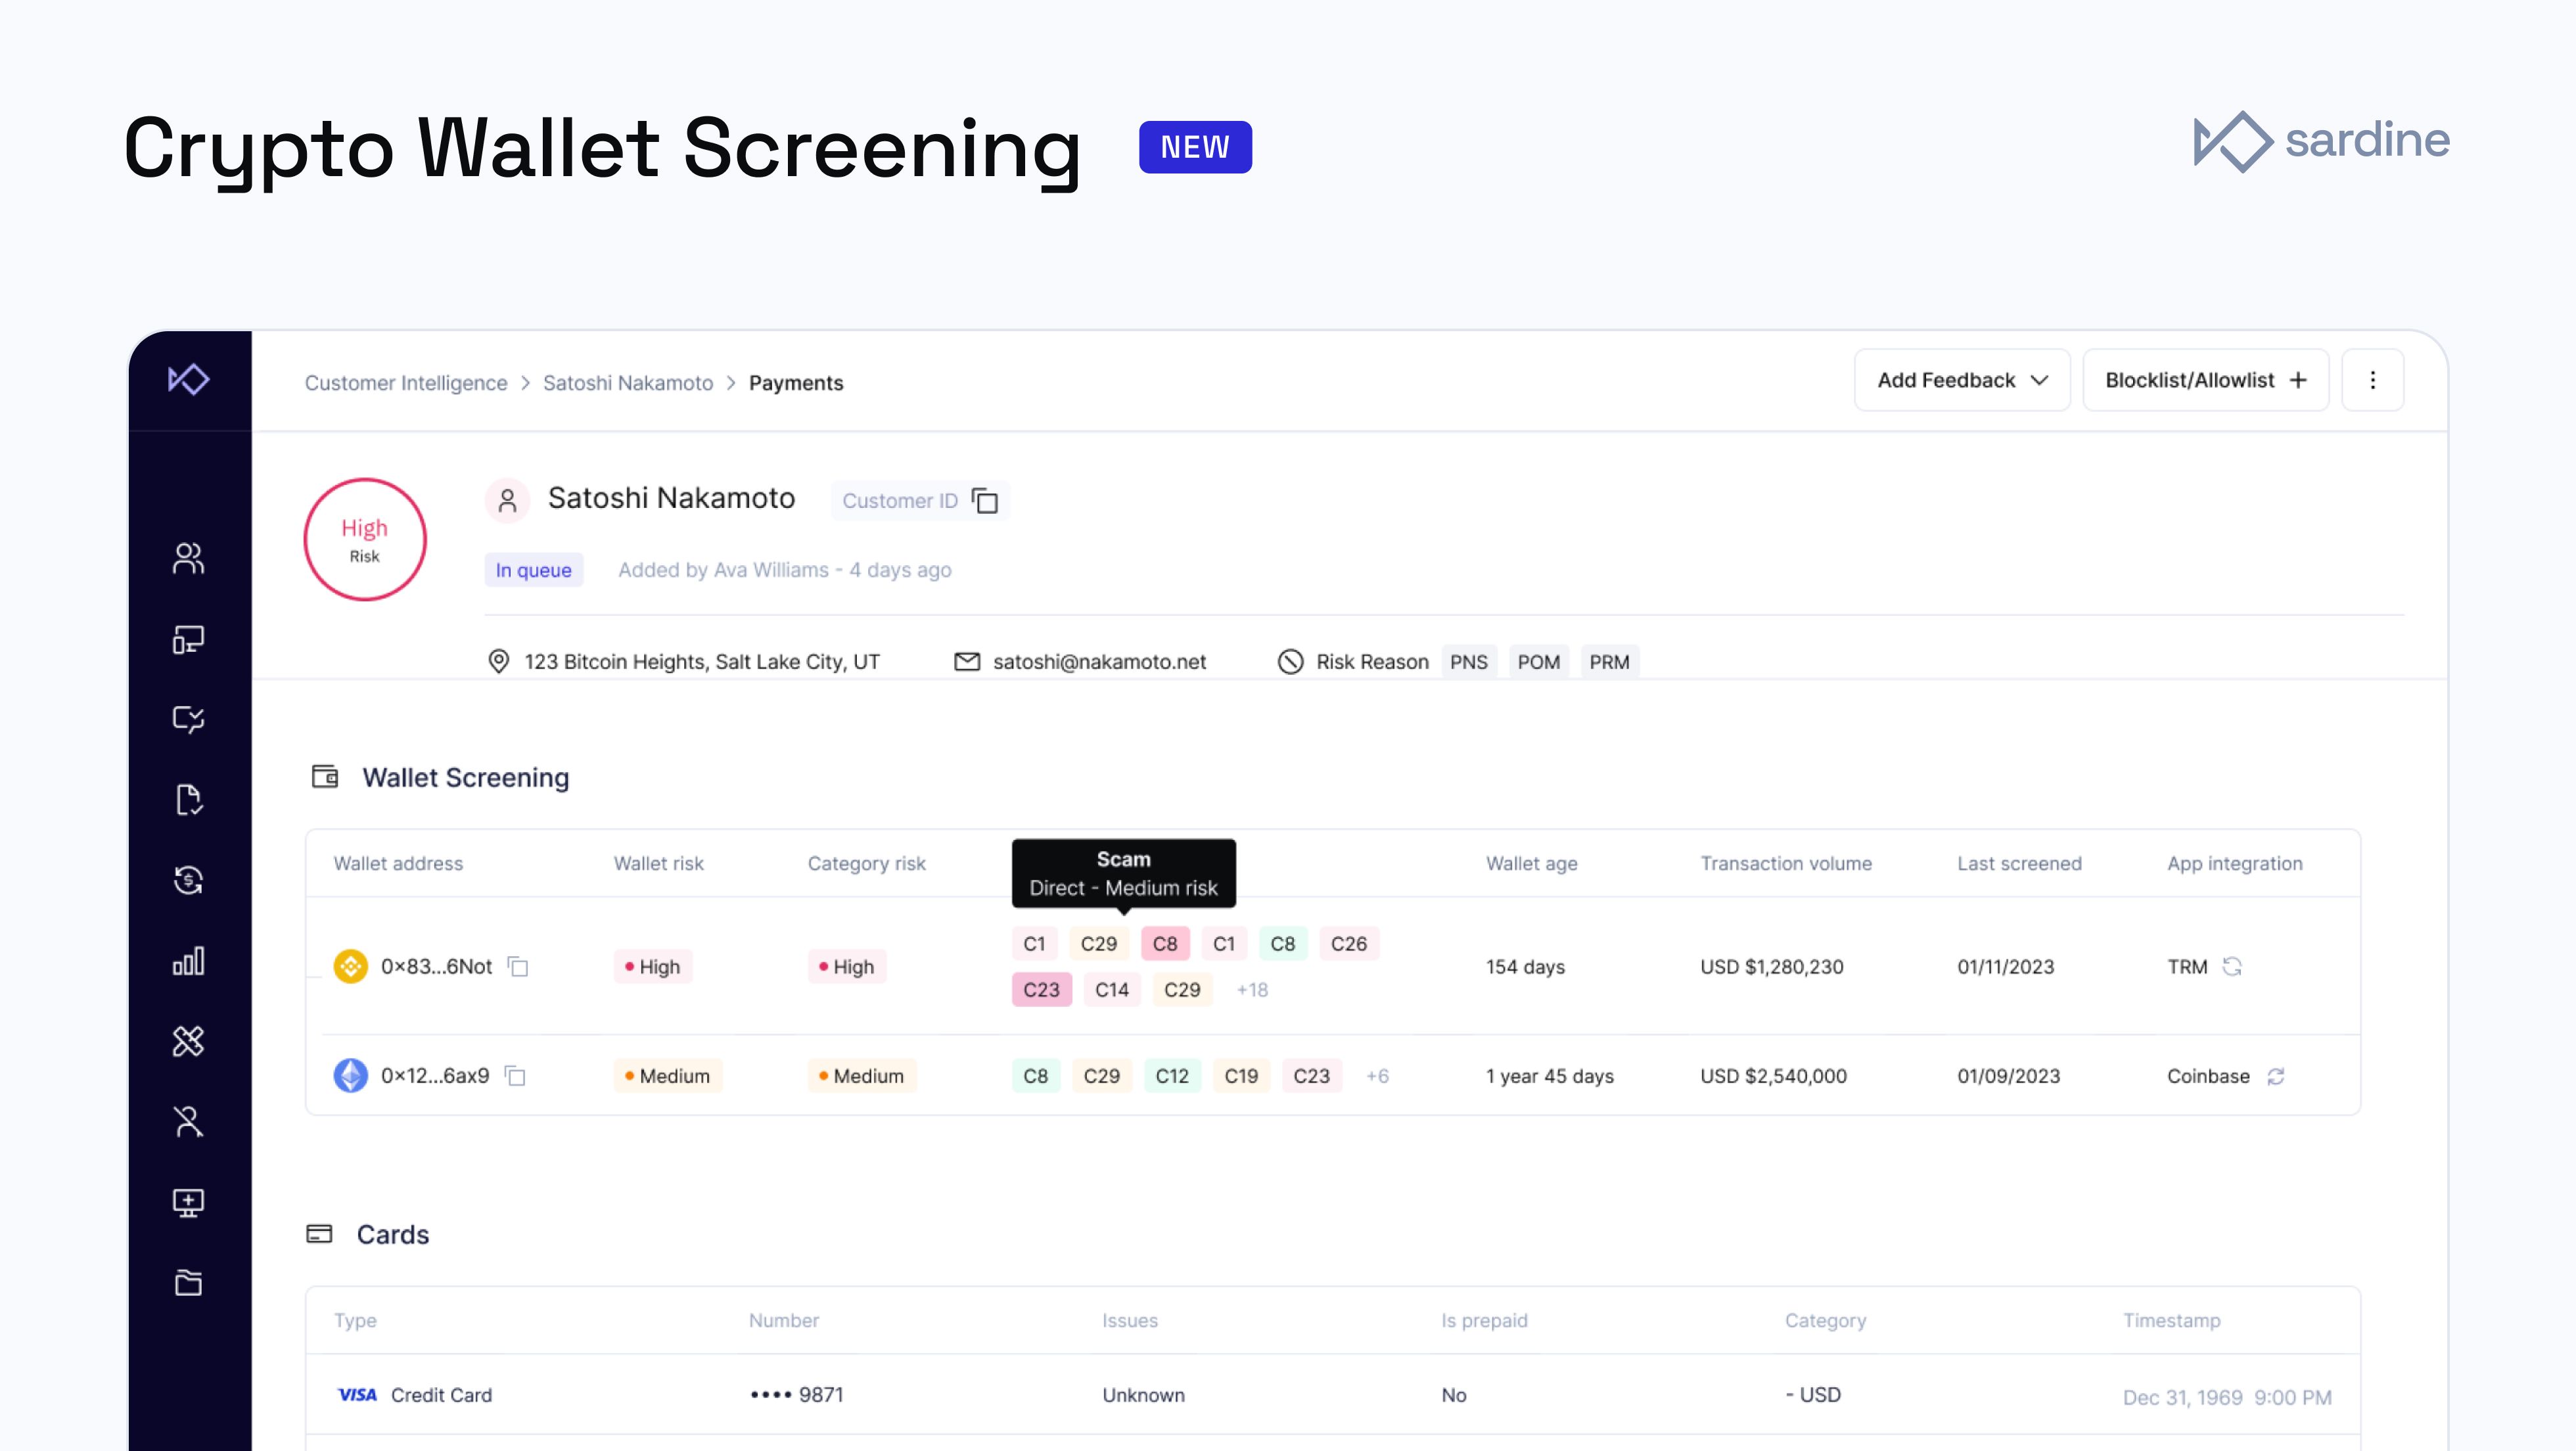 Crypto Wallet Screening NEW
sardine
Customer Intelligence > Satoshi Nakamoto > Payments
Add Feedback
Blocklist/Allowlist +
High
Risk
Satoshi Nakamoto
Customer ID
In queue
Added by Ava Williams - 4 days ago
123 Bitcoin Heights, Salt Lake City, UT
satoshi@nakamoto.net
Risk Reason PNS POM PRM
Wallet Screening
Wallet address Wallet risk Category risk Wallet age Transaction volume Last screened App integration
Scam
Direct - Medium risk
0x83...6Not High High C1 C29 C8 C1 C8 C26 154 days USD $1,280,230 01/11/2023 TRM
C23 C14 C29 +18
0x12...6ax9 Medium Medium C8 C29 C12 C19 C23 +6 1 year 45 days USD $2,540,000 01/09/2023 Coinbase
Cards
Type Number Issues Is prepaid Category Timestamp
VISA Credit Card •••• 9871 Unknown No - USD Dec 31, 1969 9:00 PM